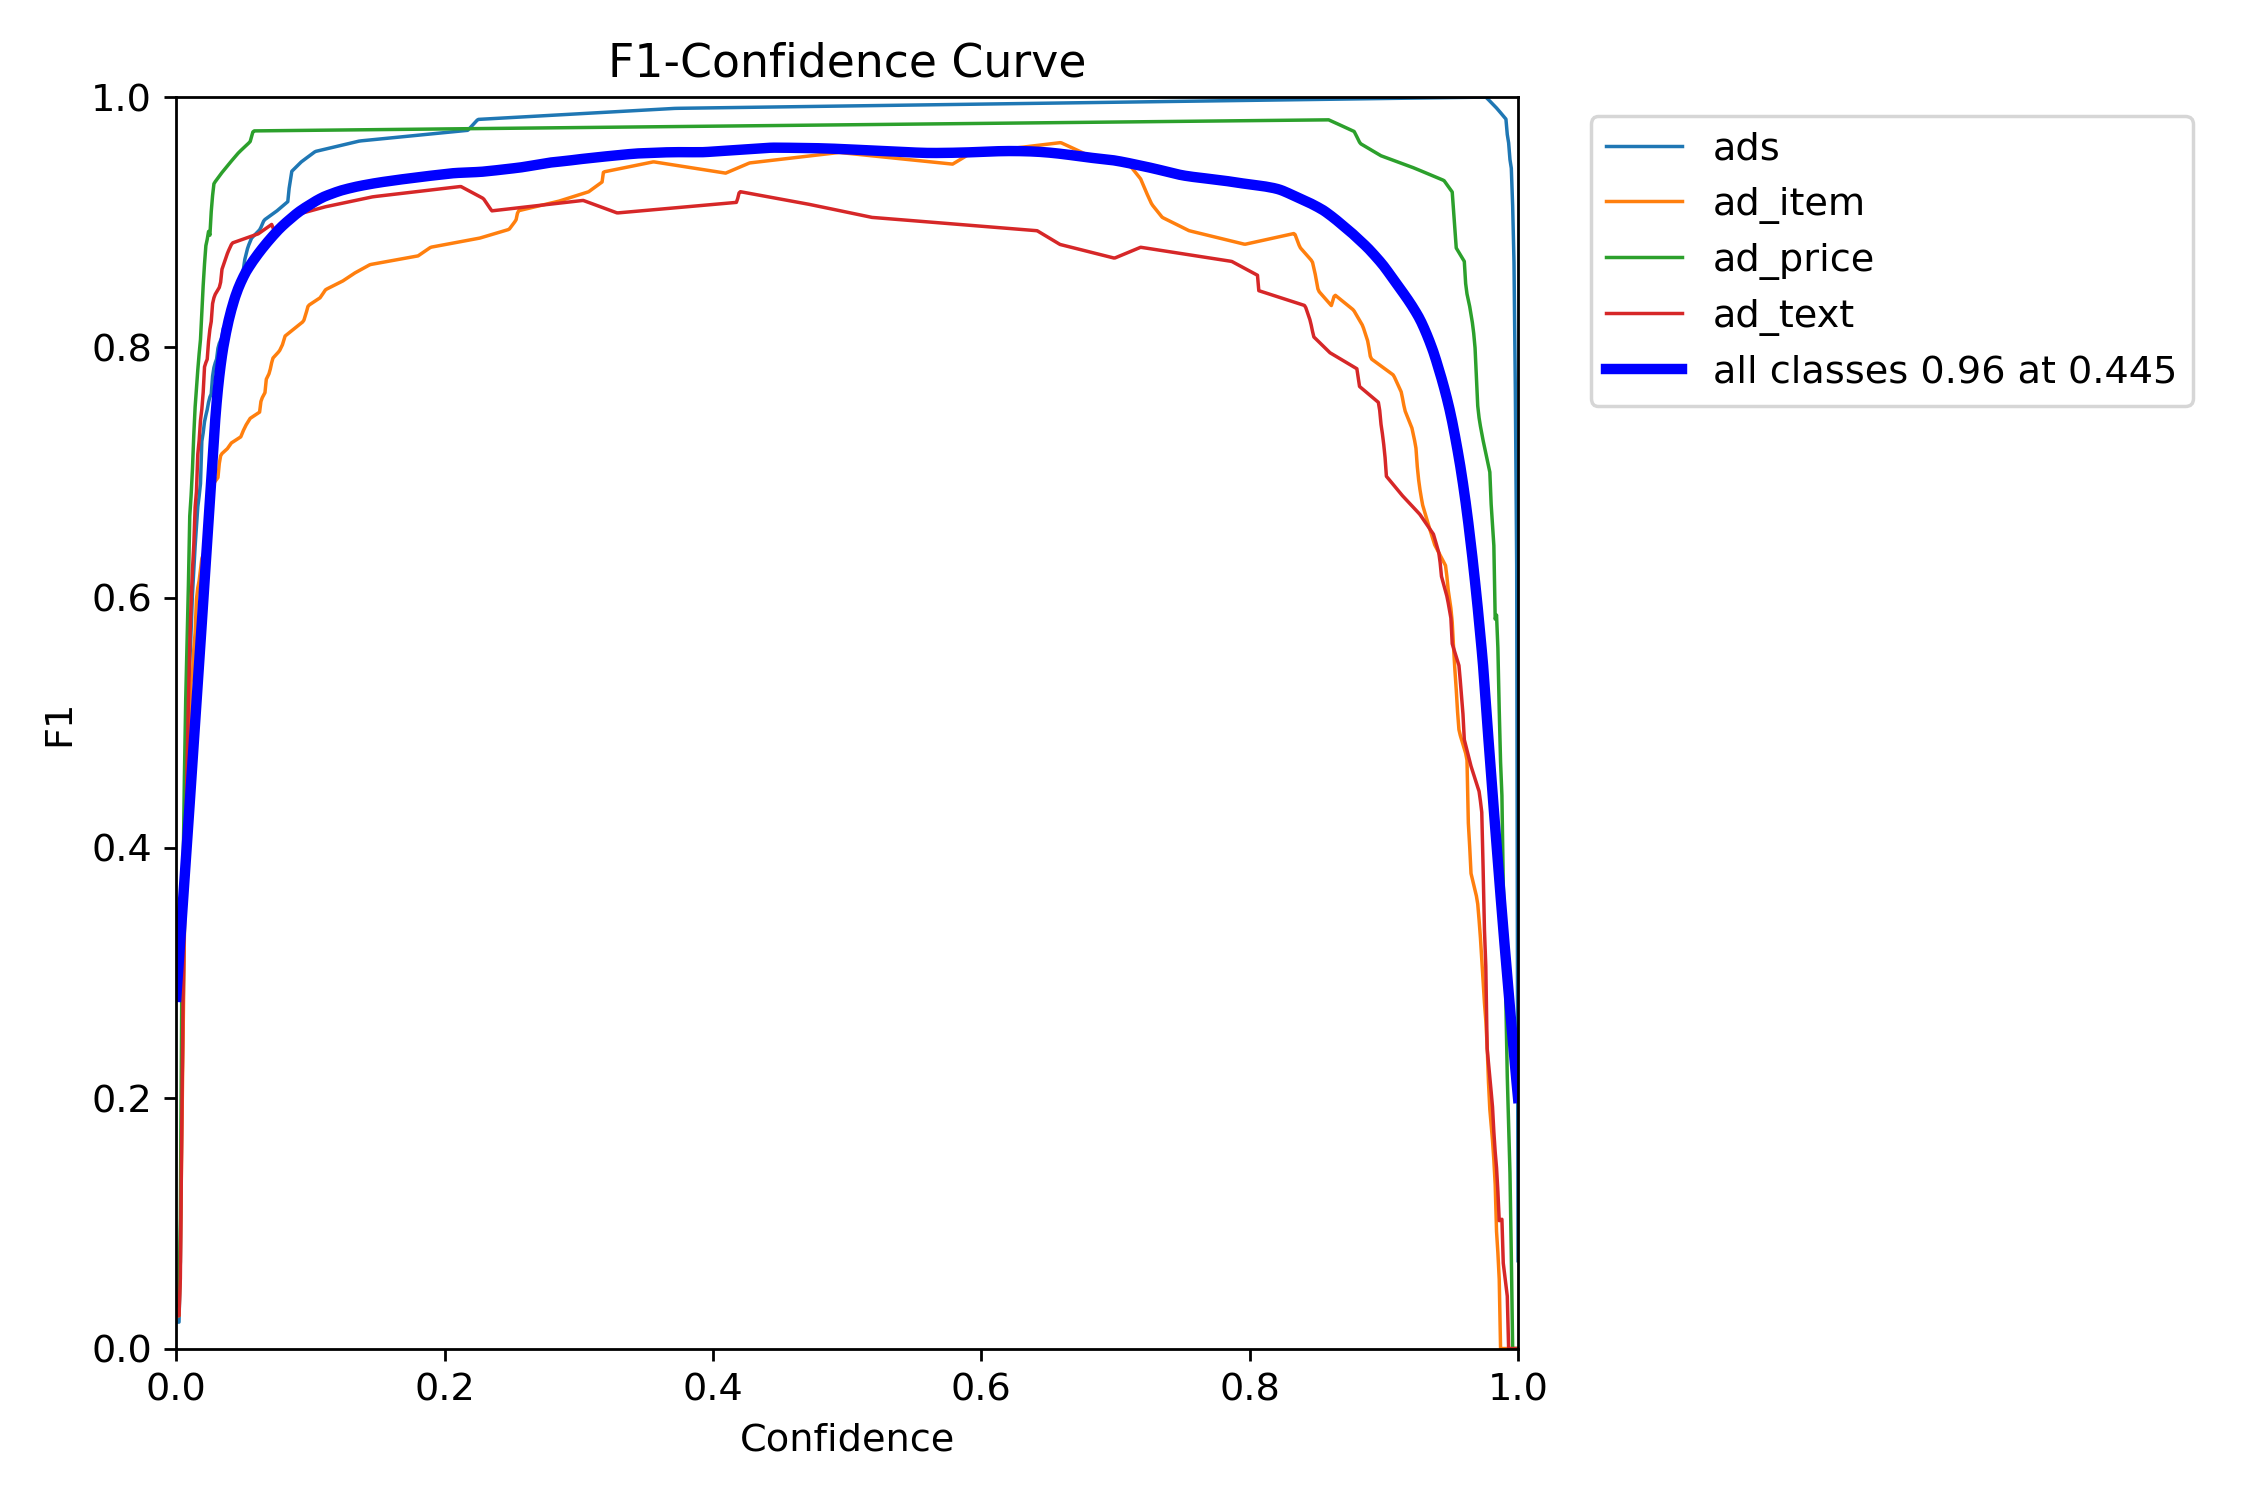 F1-Confidence Curve
1.0
0.8
0.6
0.4
0.2
0.0
F1
0.0 0.2 0.4 0.6 0.8 1.0
Confidence
ads
ad_item
ad_price
ad_text
all classes 0.96 at 0.445